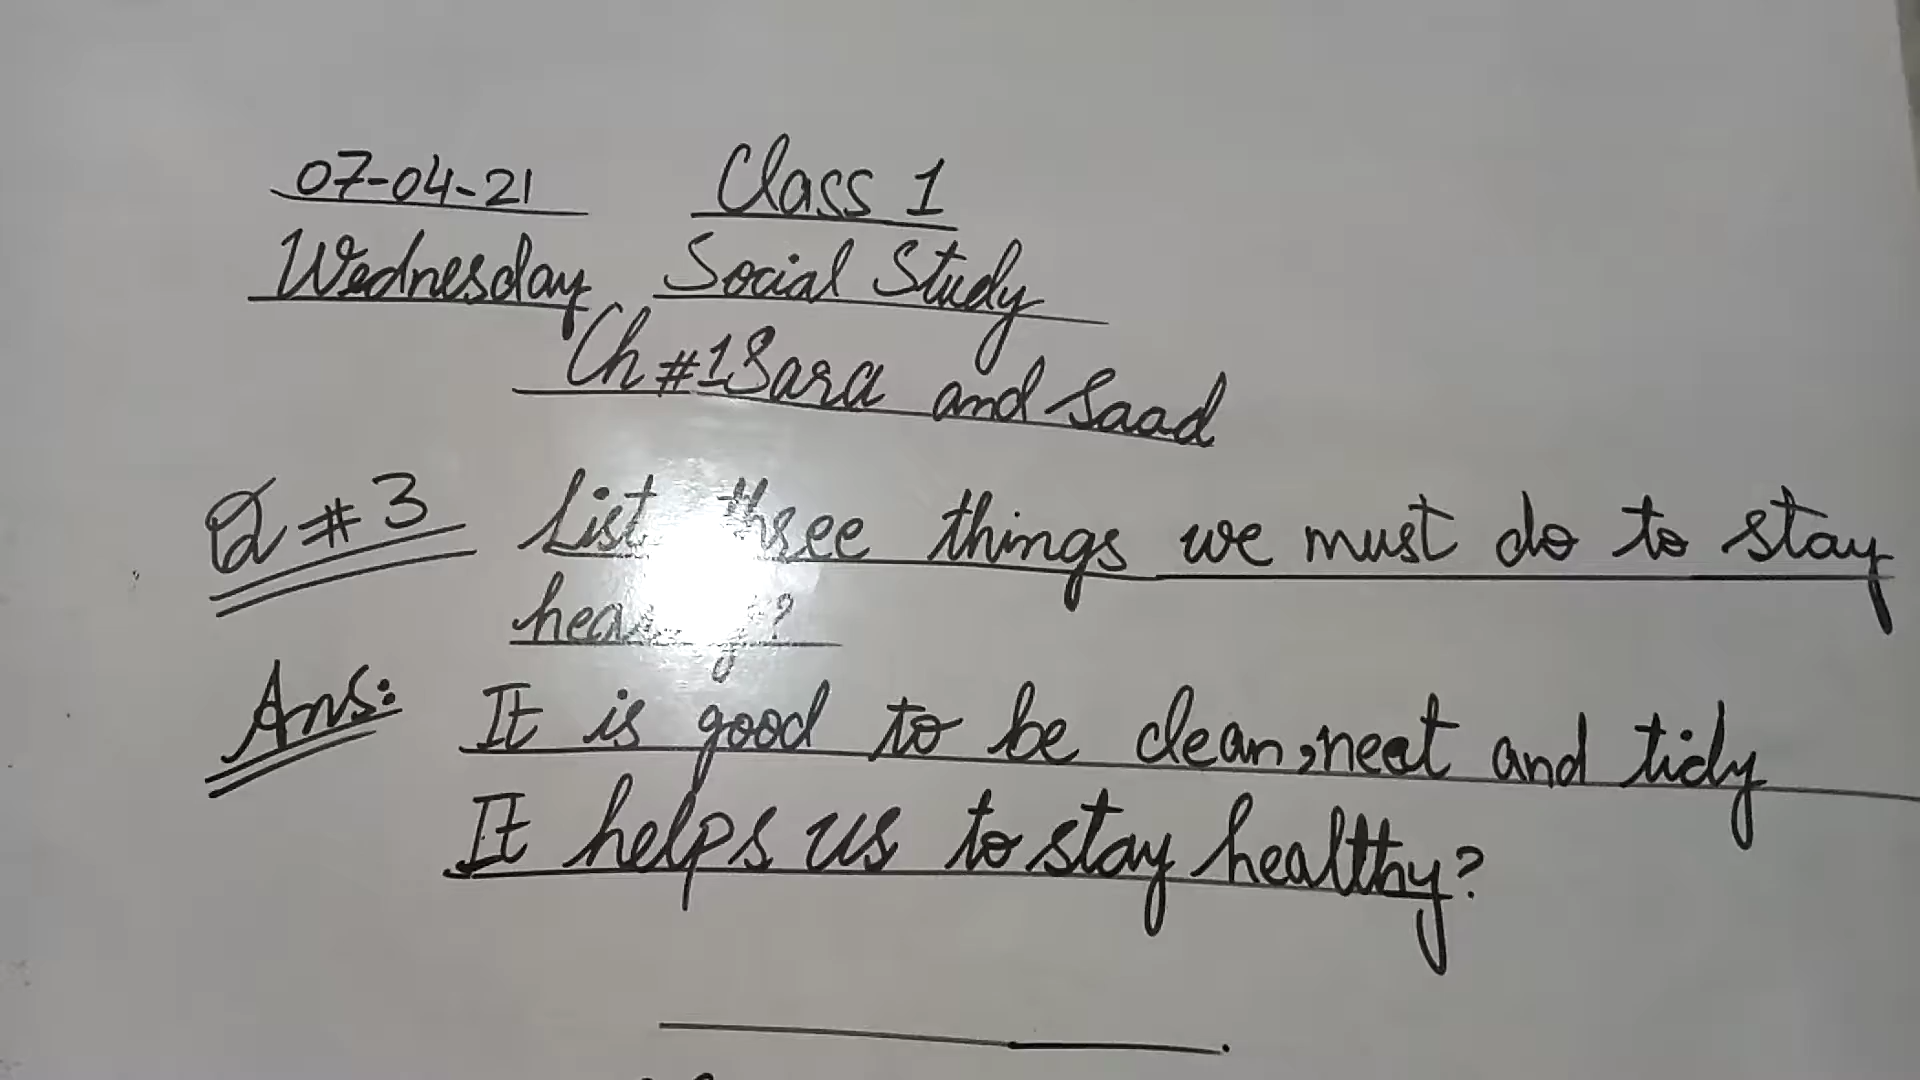 07-04-21 Class 1
Wednesday Social Study
Ch #1 Sara and Saad
Q #3 List three things we must do to stay
Ans: It is good to be clean, neat and tidy
It helps us to stay healthy?